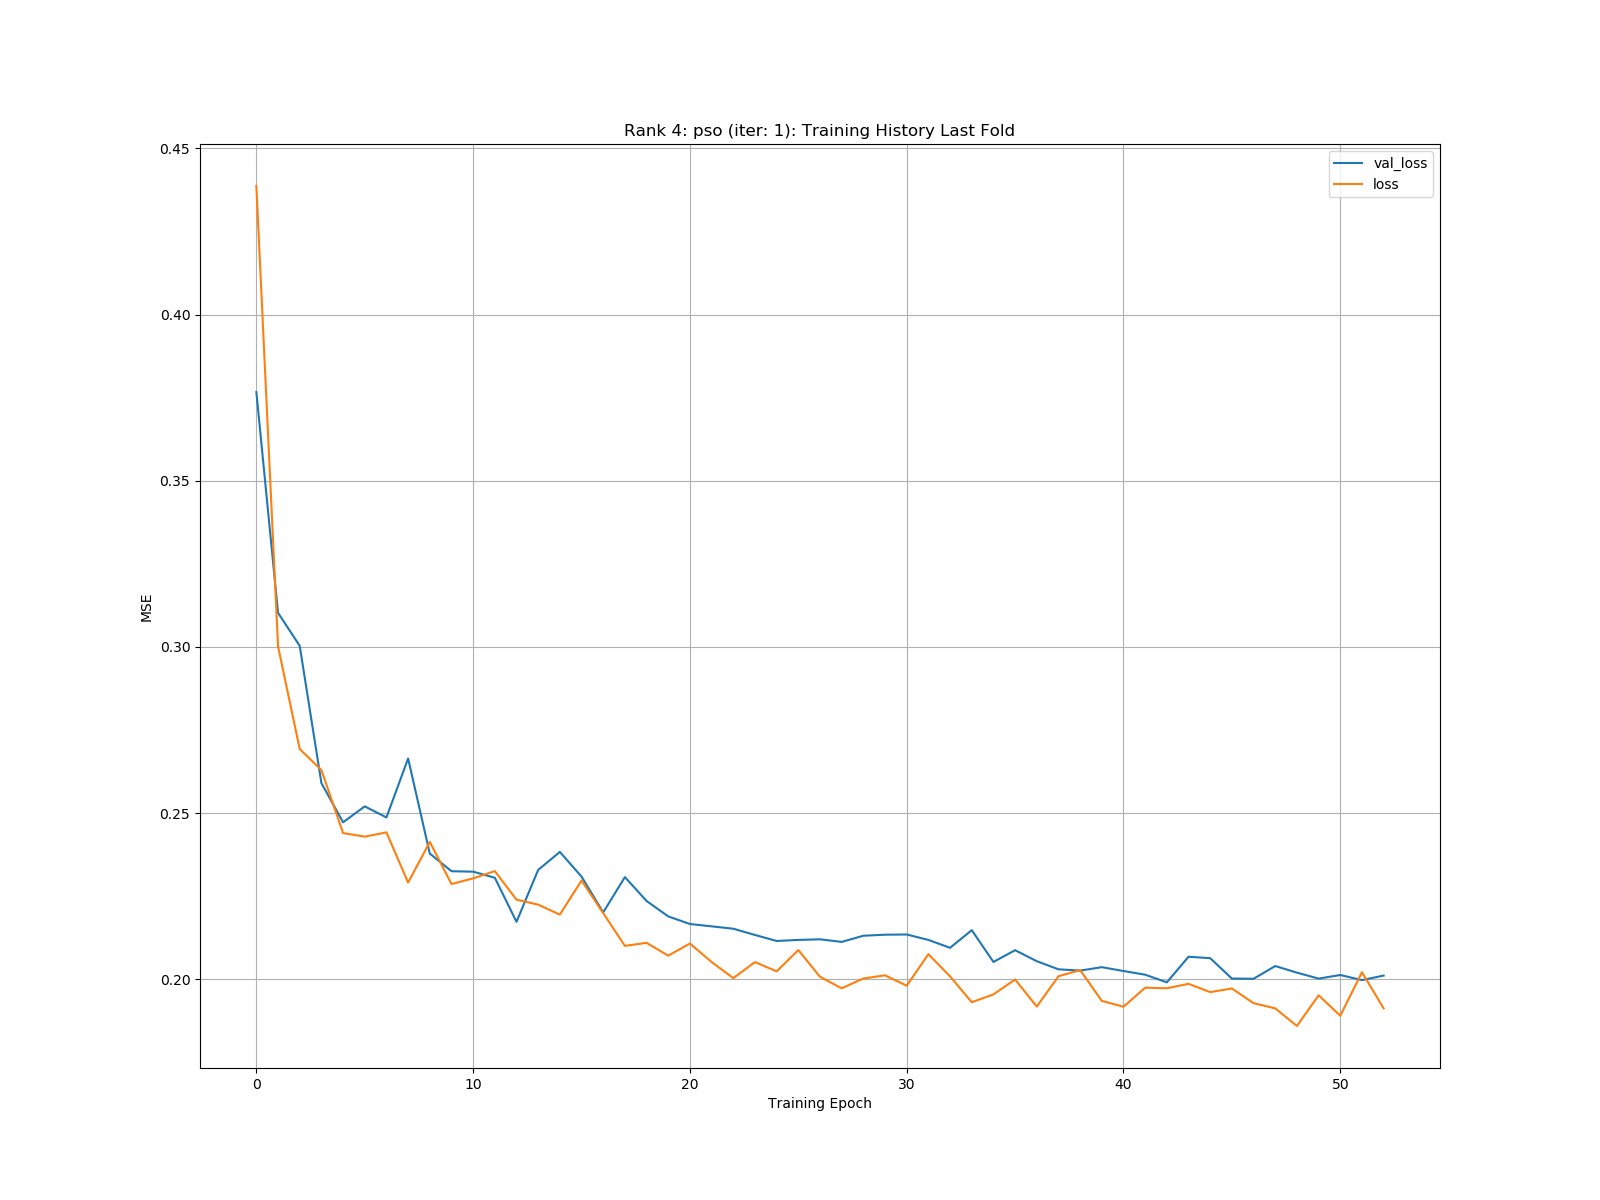 Rank 4: pso (iter: 1): Training History Last Fold
val_loss
loss
MSE
0.45
0.40
0.35
0.30
0.25
0.20
0 10 20 30 40 50
Training Epoch